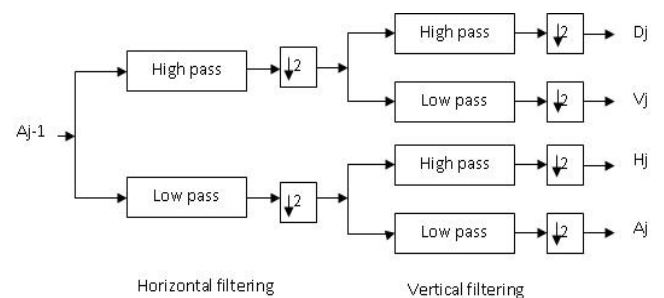 High pass
↓2
High pass
↓2
Dj
Low pass
↓2
Vj
Aj-1
Low pass
↓2
High pass
↓2
Hj
Low pass
↓2
Aj
Horizontal filtering
Vertical filtering